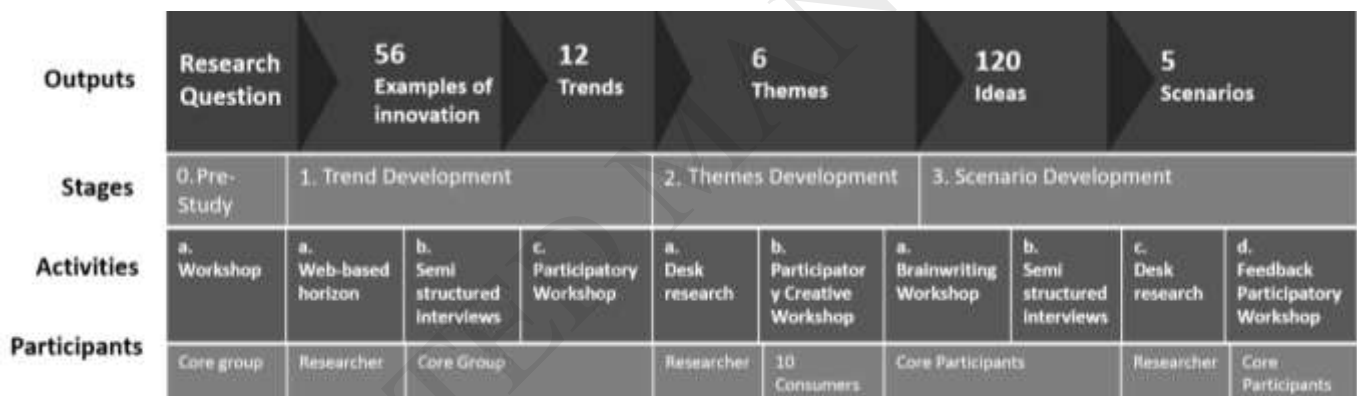 Outputs
Research
Question
56
Examples of
innovation
12
Trends
6
Themes
120
Ideas
5
Scenarios
Stages
0.Pre-
Study
1. Trend Development
2. Themes Development
3. Scenario Development
Activities
a.
Workshop
a.
Web-based
horizon
b.
Semi
structured
interviews
c.
Participatory
Workshop
a.
Desk
research
b.
Participator
y Creative
Workshop
a.
Brainwriting
Workshop
b.
Semi
structured
interviews
c.
Desk
research
d.
Feedback
Participatory
Workshop
Participants
Core group
Researcher
Core Group
Researcher
10
Consumers
Core Participants
Researcher
Core
Participants
TED MAN